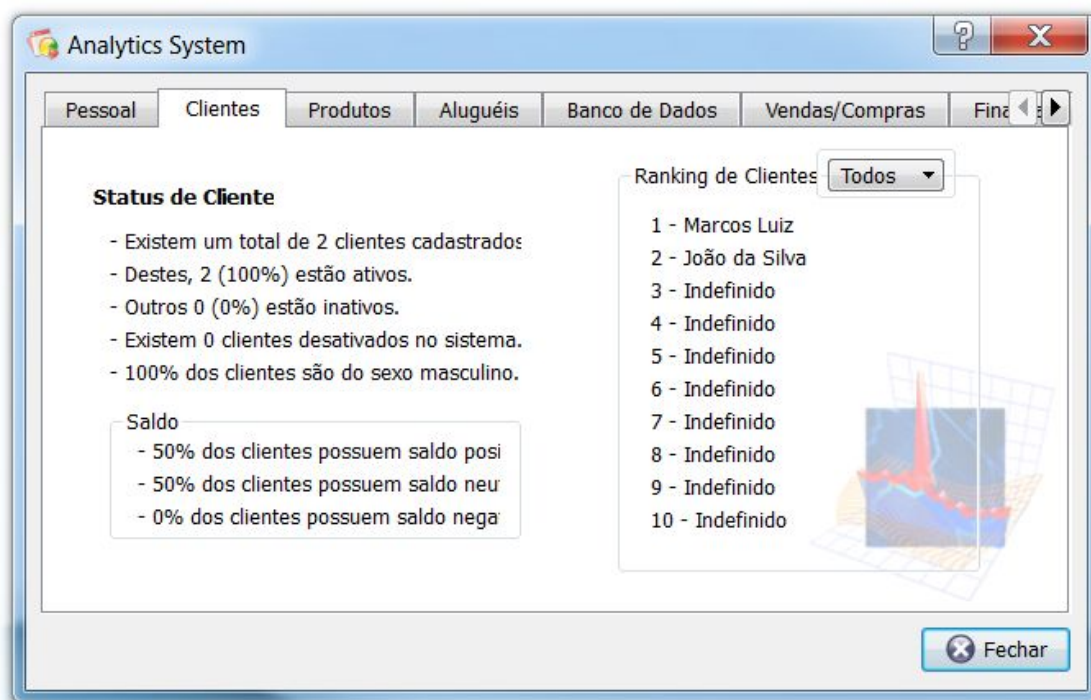 Analytics System
Pessoal Clientes Produtos Aluguéis Banco de Dados Vendas/Compras
Status de Cliente
- Existem um total de 2 clientes cadastrados
- Destes, 2 (100%) estão ativos.
- Outros 0 (0%) estão inativos.
- Existem 0 clientes desativados no sistema.
- 100% dos clientes são do sexo masculino.
Saldo
- 50% dos clientes possuem saldo posi
- 50% dos clientes possuem saldo neu
- 0% dos clientes possuem saldo nega
Ranking de Clientes Todos
1 - Marcos Luiz
2 - João da Silva
3 - Indefinido
4 - Indefinido
5 - Indefinido
6 - Indefinido
7 - Indefinido
8 - Indefinido
9 - Indefinido
10 - Indefinido
Fechar